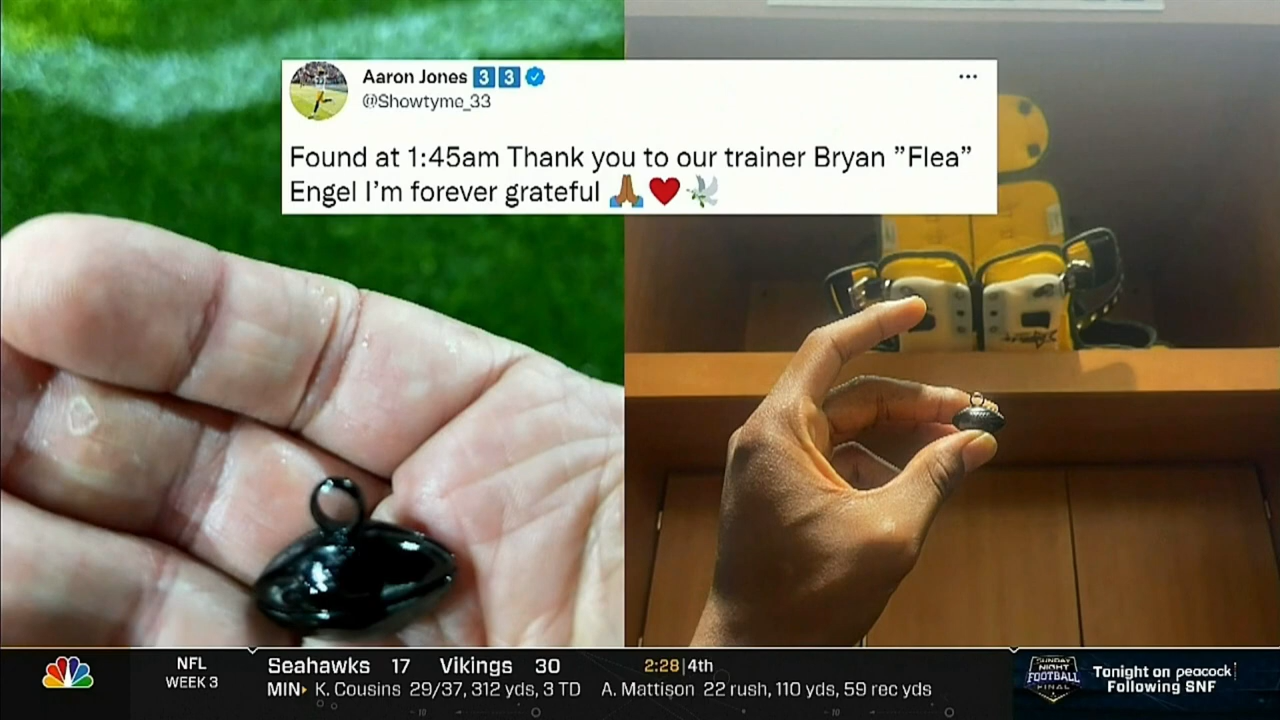 Aaron Jones 3️⃣3️⃣
@Showtyme_33
Found at 1:45am Thank you to our trainer Bryan ”Flea”
Engel I’m forever grateful 🙏🏾❤️🕊️
NFL
WEEK 3
Seahawks 17 Vikings 30 2:28|4th
MIN▸ K. Cousins 29/37, 312 yds, 3 TD A. Mattison 22 rush, 110 yds, 59 rec yds
SUNDAY
NIGHT
FOOTBALL
FINAL
Tonight on peacock
Following SNF